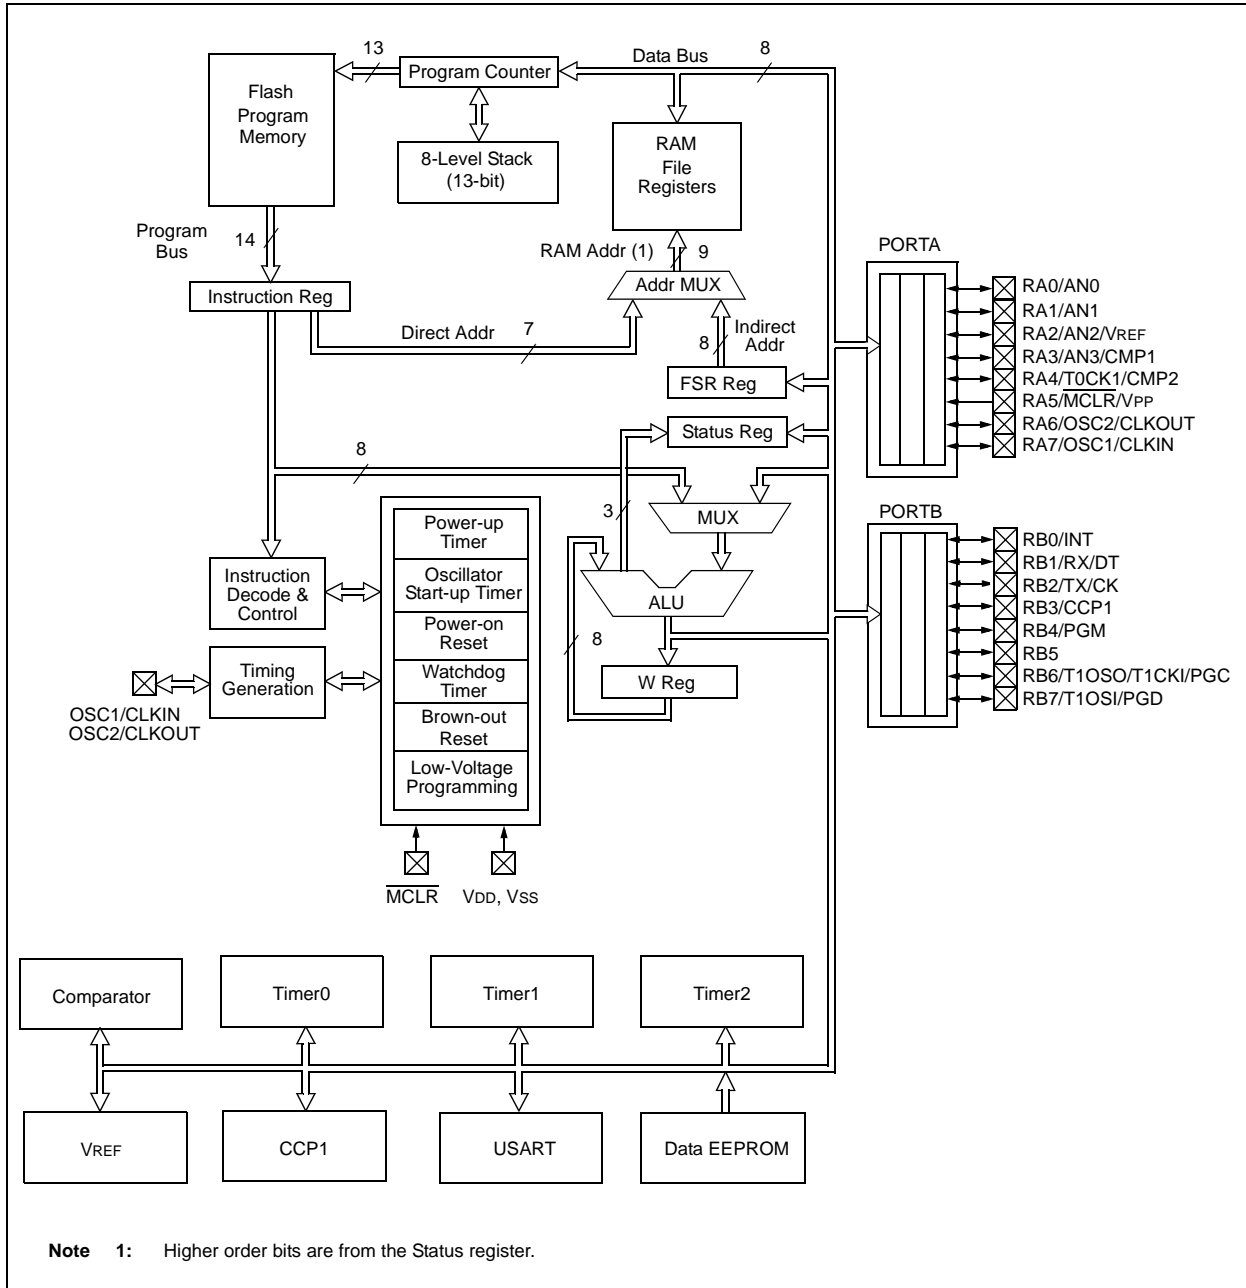 13
Data Bus
8
Program Counter
Flash
Program
Memory
8-Level Stack
(13-bit)
RAM
File
Registers
Program
Bus
14
RAM Addr (1)
9
Addr MUX
Instruction Reg
Direct Addr
7
8
Indirect
Addr
FSR Reg
Status Reg
8
3
MUX
PORTA
RA0/AN0
RA1/AN1
RA2/AN2/VREF
RA3/AN3/CMP1
RA4/T0CK1/CMP2
RA5/MCLR/VPP
RA6/OSC2/CLKOUT
RA7/OSC1/CLKIN
PORTB
RB0/INT
RB1/RX/DT
RB2/TX/CK
RB3/CCP1
RB4/PGM
RB5
RB6/T1OSO/T1CKI/PGC
RB7/T1OSI/PGD
Power-up
Timer
Oscillator
Start-up Timer
Power-on
Reset
Watchdog
Timer
Brown-out
Reset
Low-Voltage
Programming
Instruction
Decode &
Control
Timing
Generation
OSC1/CLKIN
OSC2/CLKOUT
ALU
8
W Reg
MCLR
VDD, VSS
Comparator
Timer0
Timer1
Timer2
VREF
CCP1
USART
Data EEPROM
Note 1: Higher order bits are from the Status register.